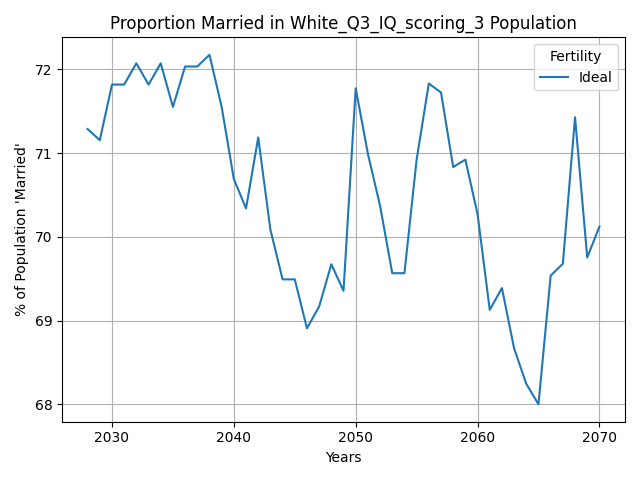 Proportion Married in White_Q3_IQ_scoring_3 Population
Fertility
Ideal
% of Population 'Married'
72
71
70
69
68
2030 2040 2050 2060 2070
Years